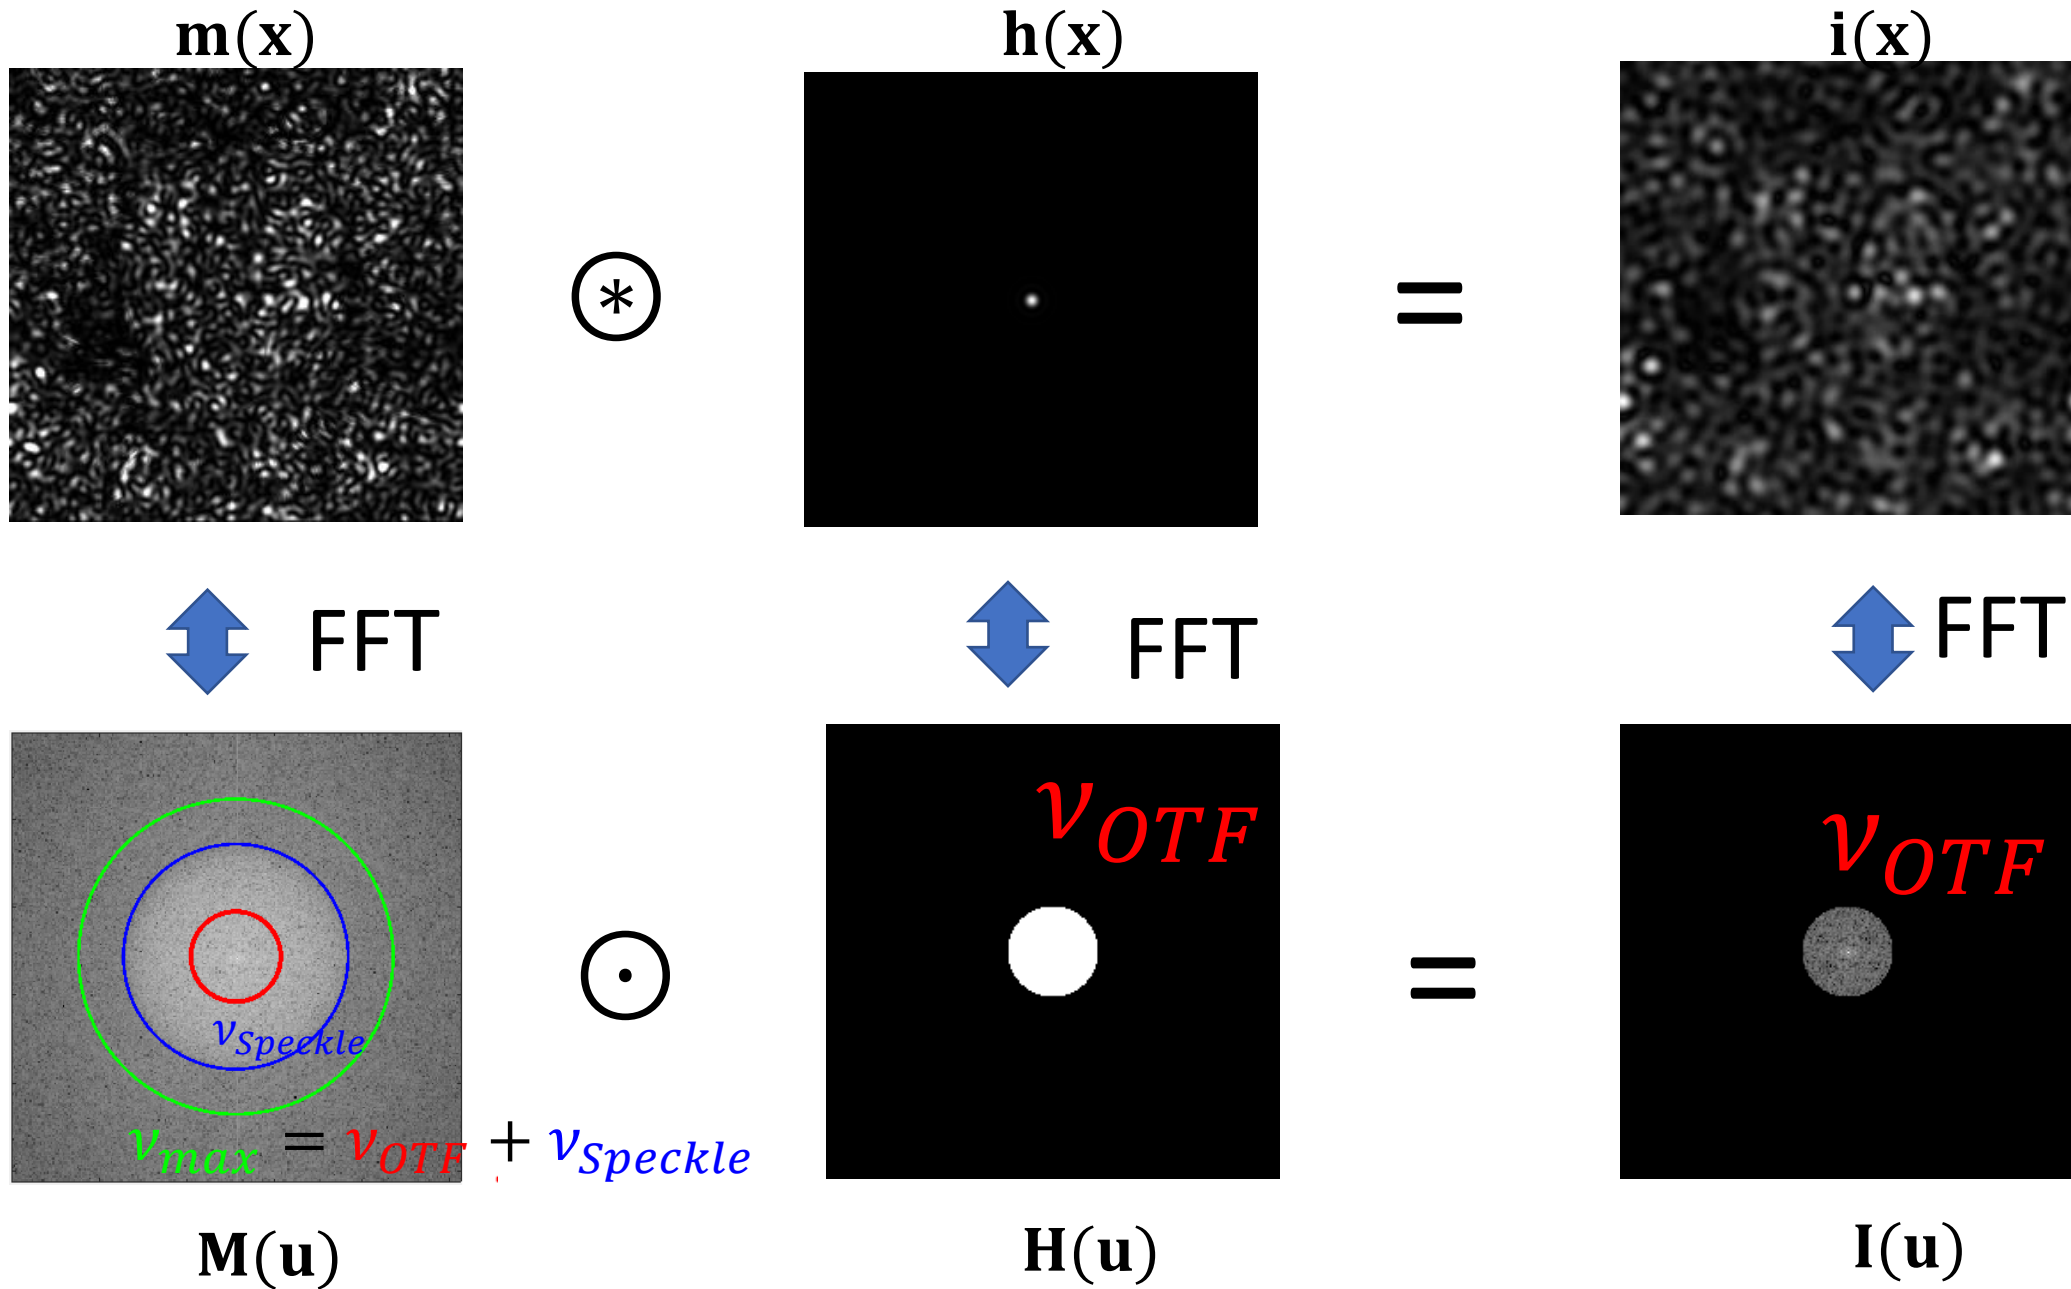 m(x) h(x) i(x)
⊛ =
FFT FFT FFT
ν_OTF ν_OTF
ν_Speckle
⊙ =
ν_max = ν_OTF + ν_Speckle
M(u) H(u) I(u)